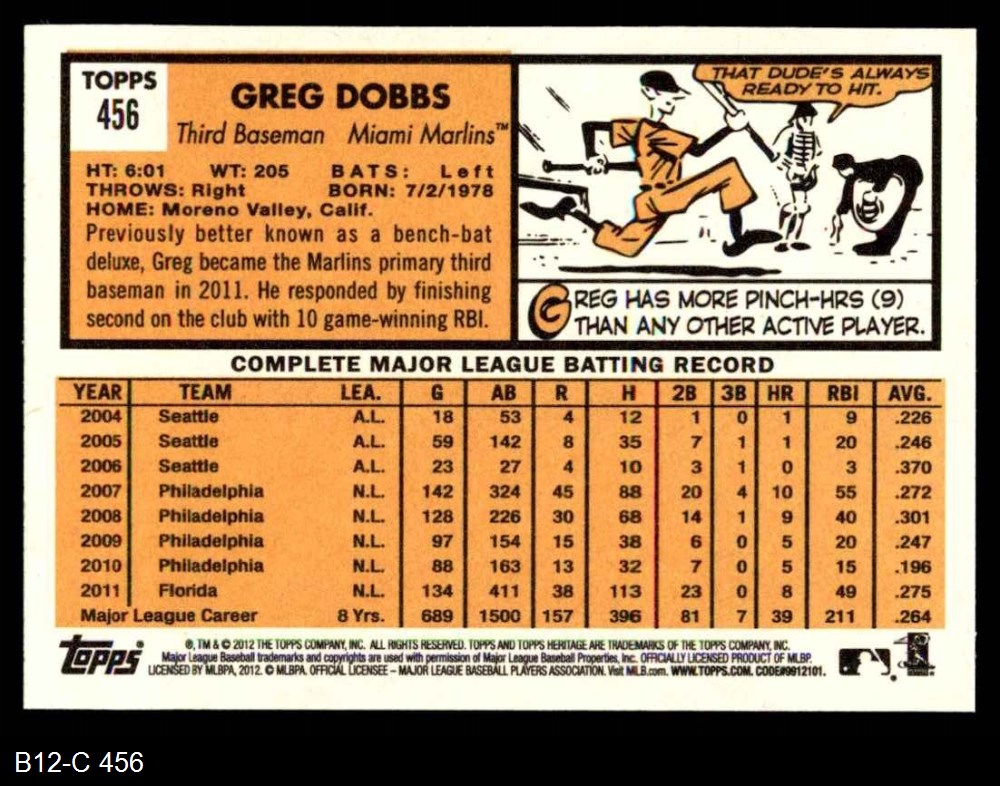 TOPPS
456
GREG DOBBS
Third Baseman Miami Marlins™
HT: 6:01 WT: 205 BATS: Left
THROWS: Right BORN: 7/2/1978
HOME: Moreno Valley, Calif.
Previously better known as a bench-bat
deluxe, Greg became the Marlins primary third
baseman in 2011. He responded by finishing
second on the club with 10 game-winning RBI.
THAT DUDE'S ALWAYS
READY TO HIT.
GREG HAS MORE PINCH-HRS (9)
THAN ANY OTHER ACTIVE PLAYER.
COMPLETE MAJOR LEAGUE BATTING RECORD
YEAR TEAM LEA. G AB R H 2B 3B HR RBI AVG.
2004 Seattle A.L. 18 53 4 12 1 0 1 9 .226
2005 Seattle A.L. 59 142 8 35 7 1 1 20 .246
2006 Seattle A.L. 23 27 4 10 3 1 0 3 .370
2007 Philadelphia N.L. 142 324 45 88 20 4 10 55 .272
2008 Philadelphia N.L. 128 226 30 68 14 1 9 40 .301
2009 Philadelphia N.L. 97 154 15 38 6 0 5 20 .247
2010 Philadelphia N.L. 88 163 13 32 7 0 5 15 .196
2011 Florida N.L. 134 411 38 113 23 0 8 49 .275
Major League Career 8 Yrs. 689 1500 157 396 81 7 39 211 .264
Topps®
®, TM & © 2012 THE TOPPS COMPANY, INC. ALL RIGHTS RESERVED. TOPPS AND TOPPS HERITAGE ARE TRADEMARKS OF THE TOPPS COMPANY, INC.
Major League Baseball trademarks and copyrights are used with permission of Major League Baseball Properties, Inc. OFFICIALLY LICENSED PRODUCT OF MLBP.
LICENSED BY MLBPA, 2012. © MLBPA. OFFICIAL LICENSEE – MAJOR LEAGUE BASEBALL PLAYERS ASSOCIATION. Visit MLB.com. WWW.TOPPS.COM. CODE#9912101.
B12-C 456